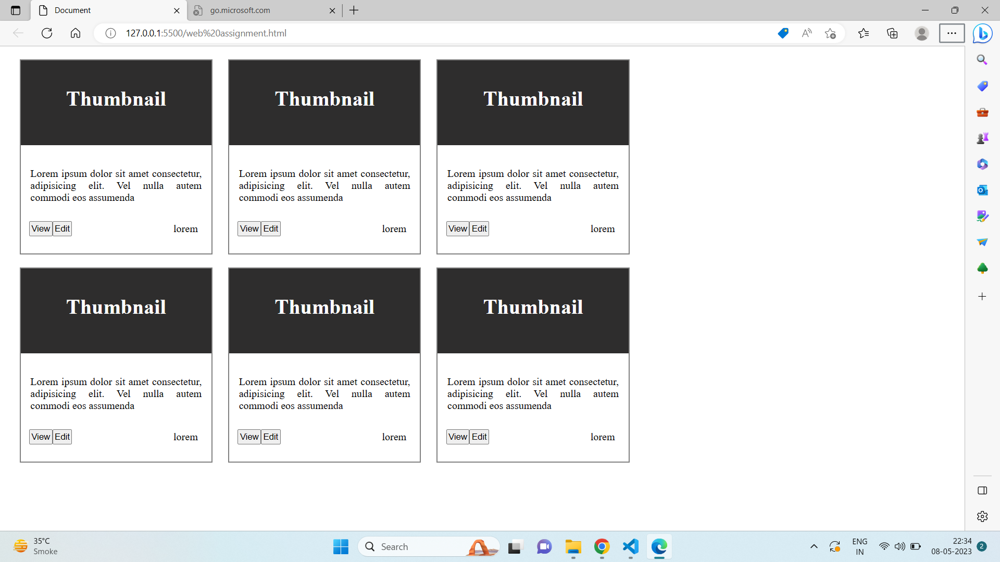 Document
go.microsoft.com
127.0.0.1:5500/web%20assignment.html
Thumbnail Thumbnail Thumbnail
Lorem ipsum dolor sit amet consectetur, Lorem ipsum dolor sit amet consectetur, Lorem ipsum dolor sit amet consectetur,
adipisicing elit. Vel nulla autem adipisicing elit. Vel nulla autem adipisicing elit. Vel nulla autem
commodi eos assumenda commodi eos assumenda commodi eos assumenda
View Edit lorem View Edit lorem View Edit lorem
Thumbnail Thumbnail Thumbnail
Lorem ipsum dolor sit amet consectetur, Lorem ipsum dolor sit amet consectetur, Lorem ipsum dolor sit amet consectetur,
adipisicing elit. Vel nulla autem adipisicing elit. Vel nulla autem adipisicing elit. Vel nulla autem
commodi eos assumenda commodi eos assumenda commodi eos assumenda
View Edit lorem View Edit lorem View Edit lorem
35°C
Smoke
Search
ENG
IN
22:34
08-05-2023
2